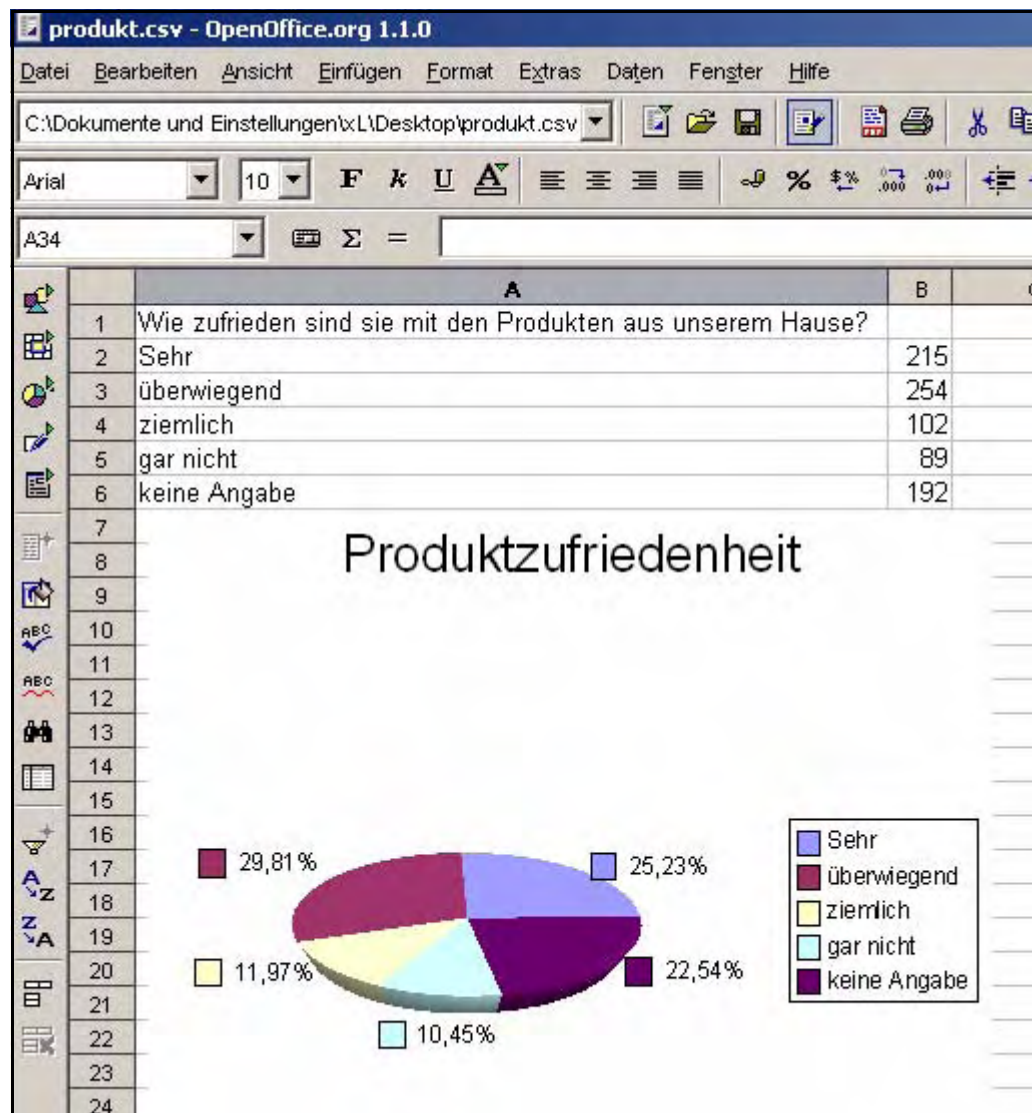 produkt.csv - OpenOffice.org 1.1.0
Datei Bearbeiten Ansicht Einfügen Format Extras Daten Fenster Hilfe
C:\Dokumente und Einstellungen\xL\Desktop\produkt.csv
Arial 10 F k U A % $% .000 .000
A34 Σ =
A B
1 Wie zufrieden sind sie mit den Produkten aus unserem Hause?
2 Sehr 215
3 überwiegend 254
4 ziemlich 102
5 gar nicht 89
6 keine Angabe 192
7
8
Produktzufriedenheit
9
10
11
12
13
14
15
16
17
18
19
20
21
22
23
24
ABC
ABC
A Z
Z A
29,81%
25,23%
11,97%
22,54%
10,45%
Sehr
überwiegend
ziemlich
gar nicht
keine Angabe